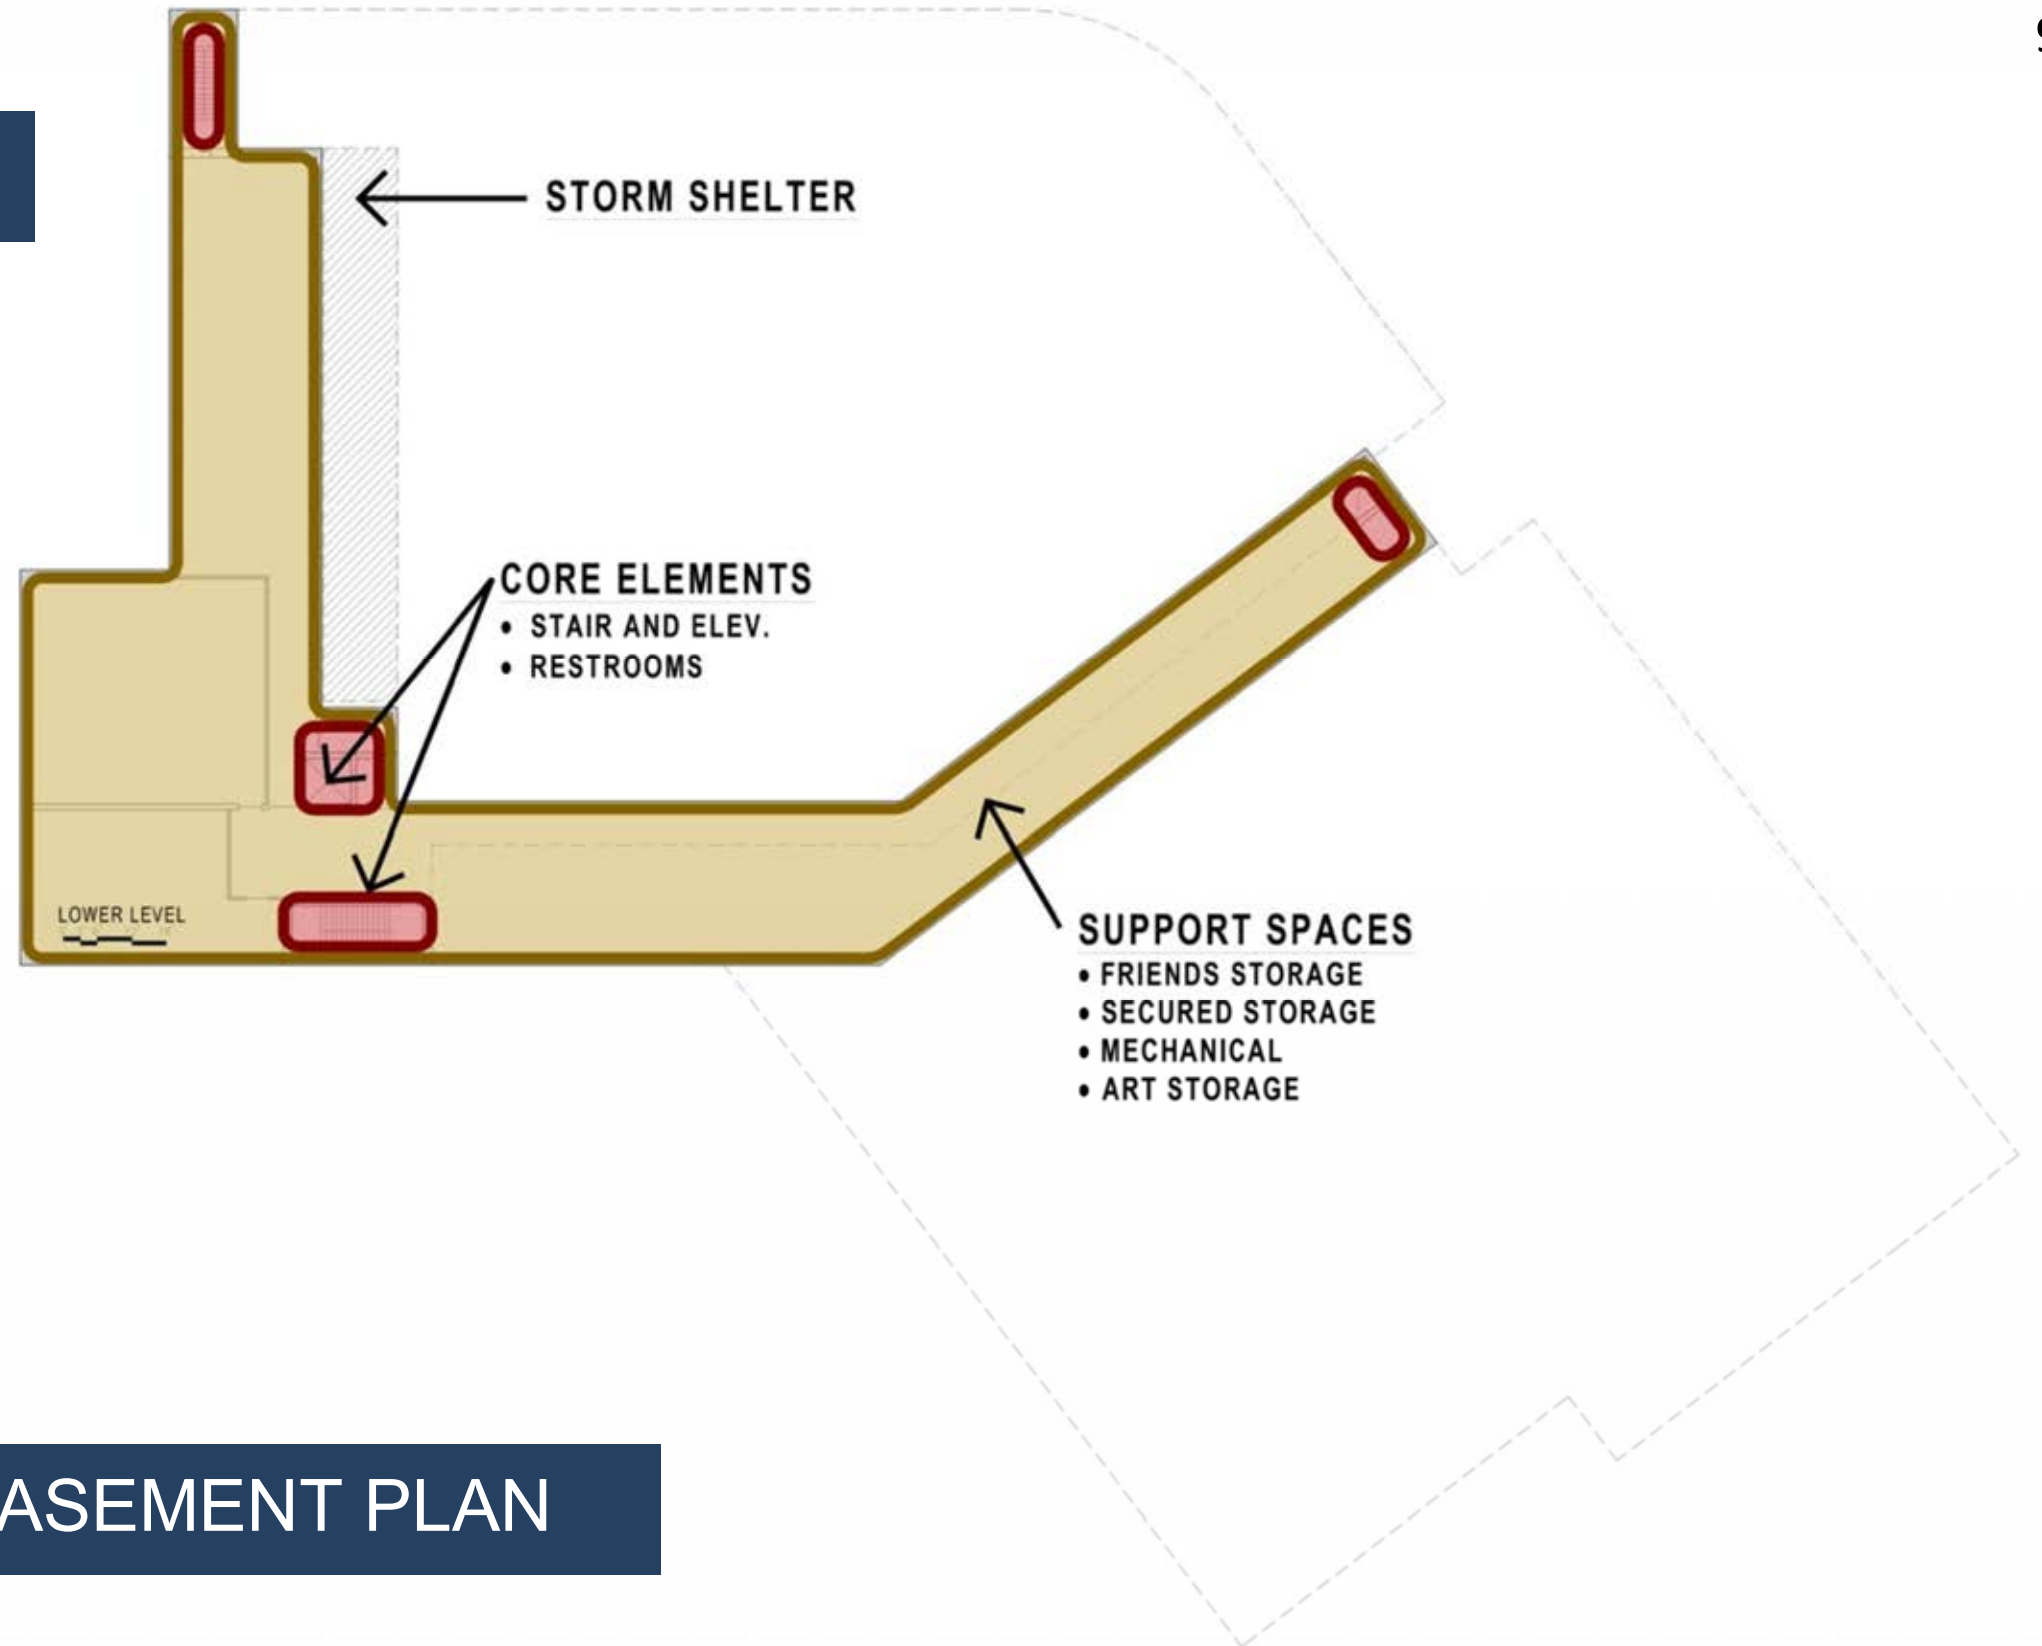 STORM SHELTER
CORE ELEMENTS
• STAIR AND ELEV.
• RESTROOMS
LOWER LEVEL
SUPPORT SPACES
• FRIENDS STORAGE
• SECURED STORAGE
• MECHANICAL
• ART STORAGE
ASEMENT PLAN